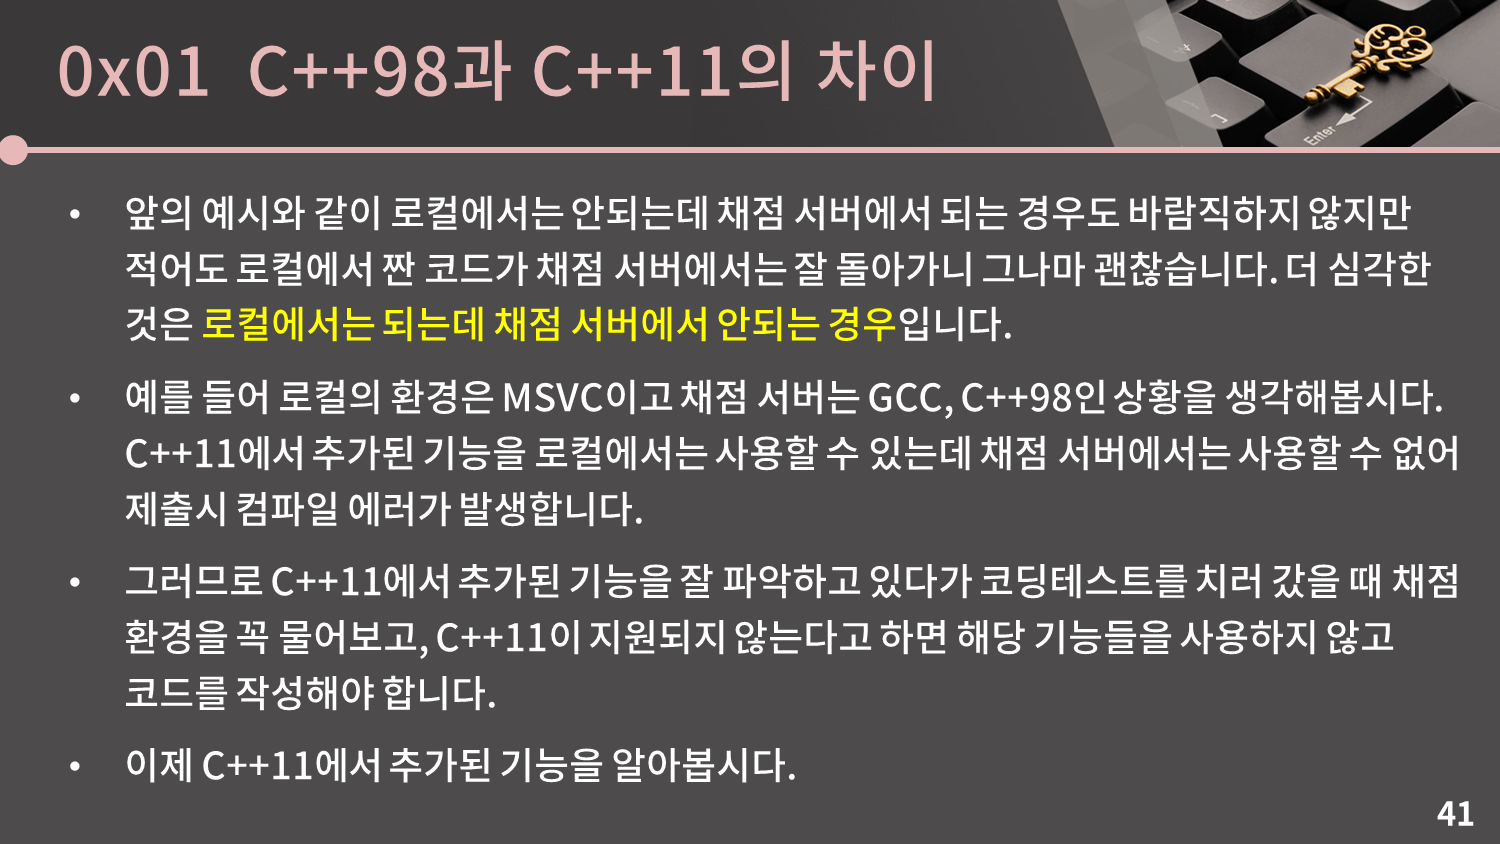 0x01 C++98과 C++11의 차이
• 앞의 예시와 같이 로컬에서는 안되는데 채점 서버에서 되는 경우도 바람직하지 않지만
적어도 로컬에서 짠 코드가 채점 서버에서는 잘 돌아가니 그나마 괜찮습니다. 더 심각한
것은 로컬에서는 되는데 채점 서버에서 안되는 경우입니다.
• 예를 들어 로컬의 환경은 MSVC이고 채점 서버는 GCC, C++98인 상황을 생각해봅시다.
C++11에서 추가된 기능을 로컬에서는 사용할 수 있는데 채점 서버에서는 사용할 수 없어
제출시 컴파일 에러가 발생합니다.
• 그러므로 C++11에서 추가된 기능을 잘 파악하고 있다가 코딩테스트를 치러 갔을 때 채점
환경을 꼭 물어보고, C++11이 지원되지 않는다고 하면 해당 기능들을 사용하지 않고
코드를 작성해야 합니다.
• 이제 C++11에서 추가된 기능을 알아봅시다.
Enter
41